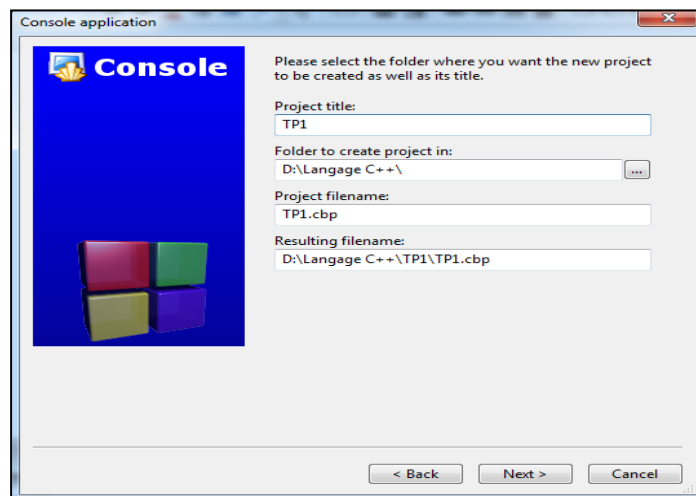 Console application
Console
Please select the folder where you want the new project
to be created as well as its title.
Project title:
TP1
Folder to create project in:
D:\Langage C++\
...
Project filename:
TP1.cbp
Resulting filename:
D:\Langage C++\TP1\TP1.cbp
< Back
Next >
Cancel